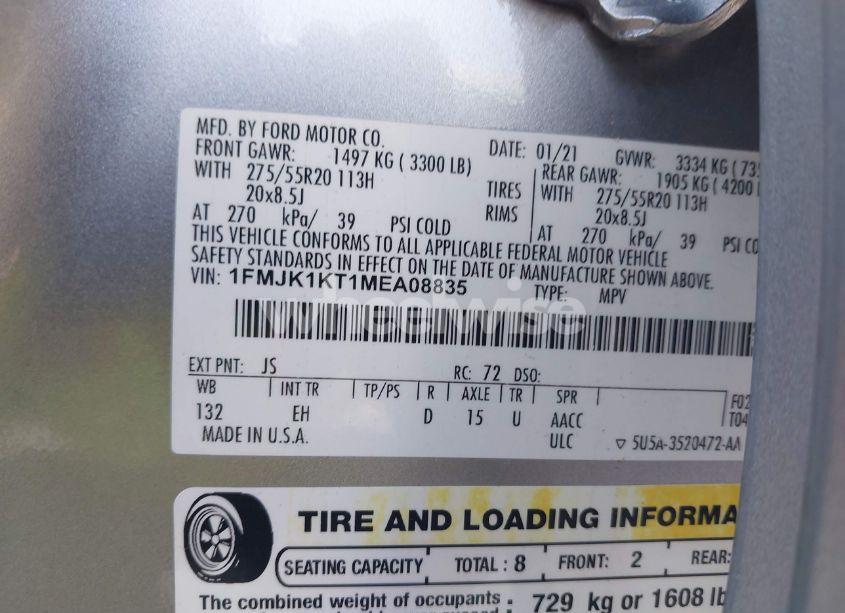 MFD. BY FORD MOTOR CO. DATE: 01/21 GVWR: 3334 KG ( 735
FRONT GAWR: 1497 KG ( 3300 LB) REAR GAWR: 1905 KG ( 4200 L
WITH 275/55R20 113H TIRES WITH 275/55R20 113H
20x8.5J RIMS 20x8.5J
AT 270 kPa/ 39 PSI COLD AT 270 kPa/ 39 PSI CO
THIS VEHICLE CONFORMS TO ALL APPLICABLE FEDERAL MOTOR VEHICLE
SAFETY STANDARDS IN EFFECT ON THE DATE OF MANUFACTURE SHOWN ABOVE.
VIN: 1FMJK1KT1MEA08835 TYPE: MPV
wheelwise
EXT PNT: JS RC: 72 DSO:
WB INT TR TP/PS R AXLE TR SPR F02
132 EH D 15 U AACC T04
MADE IN U.S.A. ULC ▽ 5U5A-3520472-AA
TIRE AND LOADING INFORMA
SEATING CAPACITY TOTAL : 8 FRONT: 2 REAR:
The combined weight of occupants : 729 kg or 1608 lb